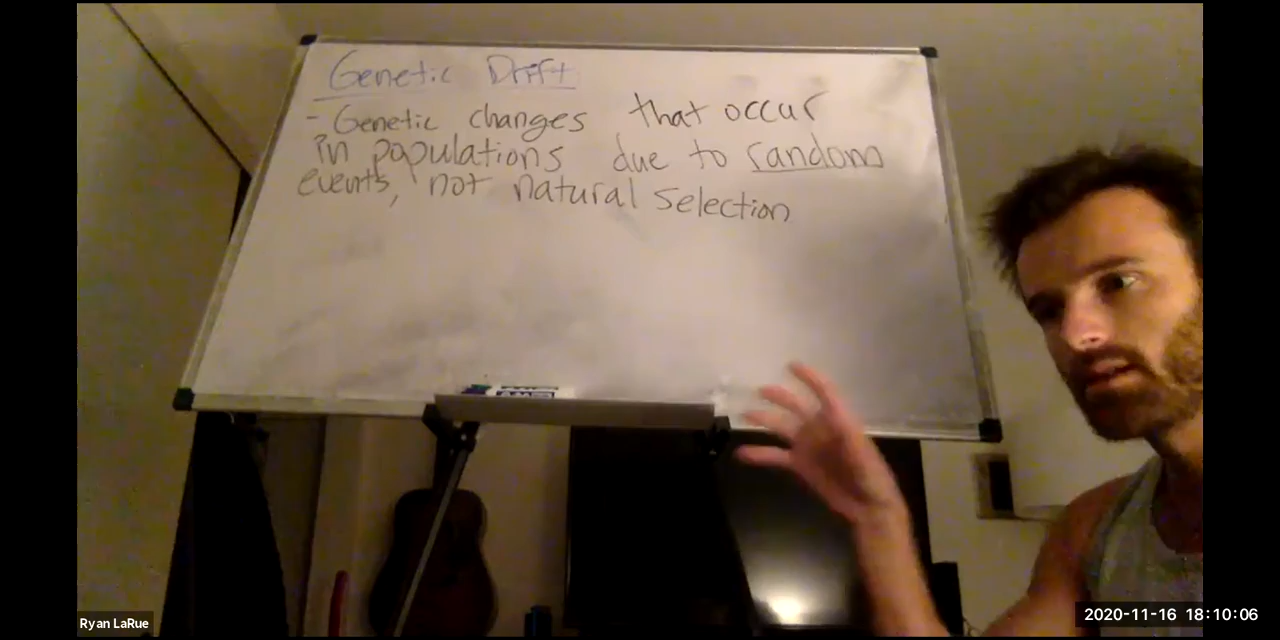 Genetic Drift
- Genetic changes that occur
in populations due to random
events, not natural selection
Ryan LaRue
2020-11-16 18:10:06